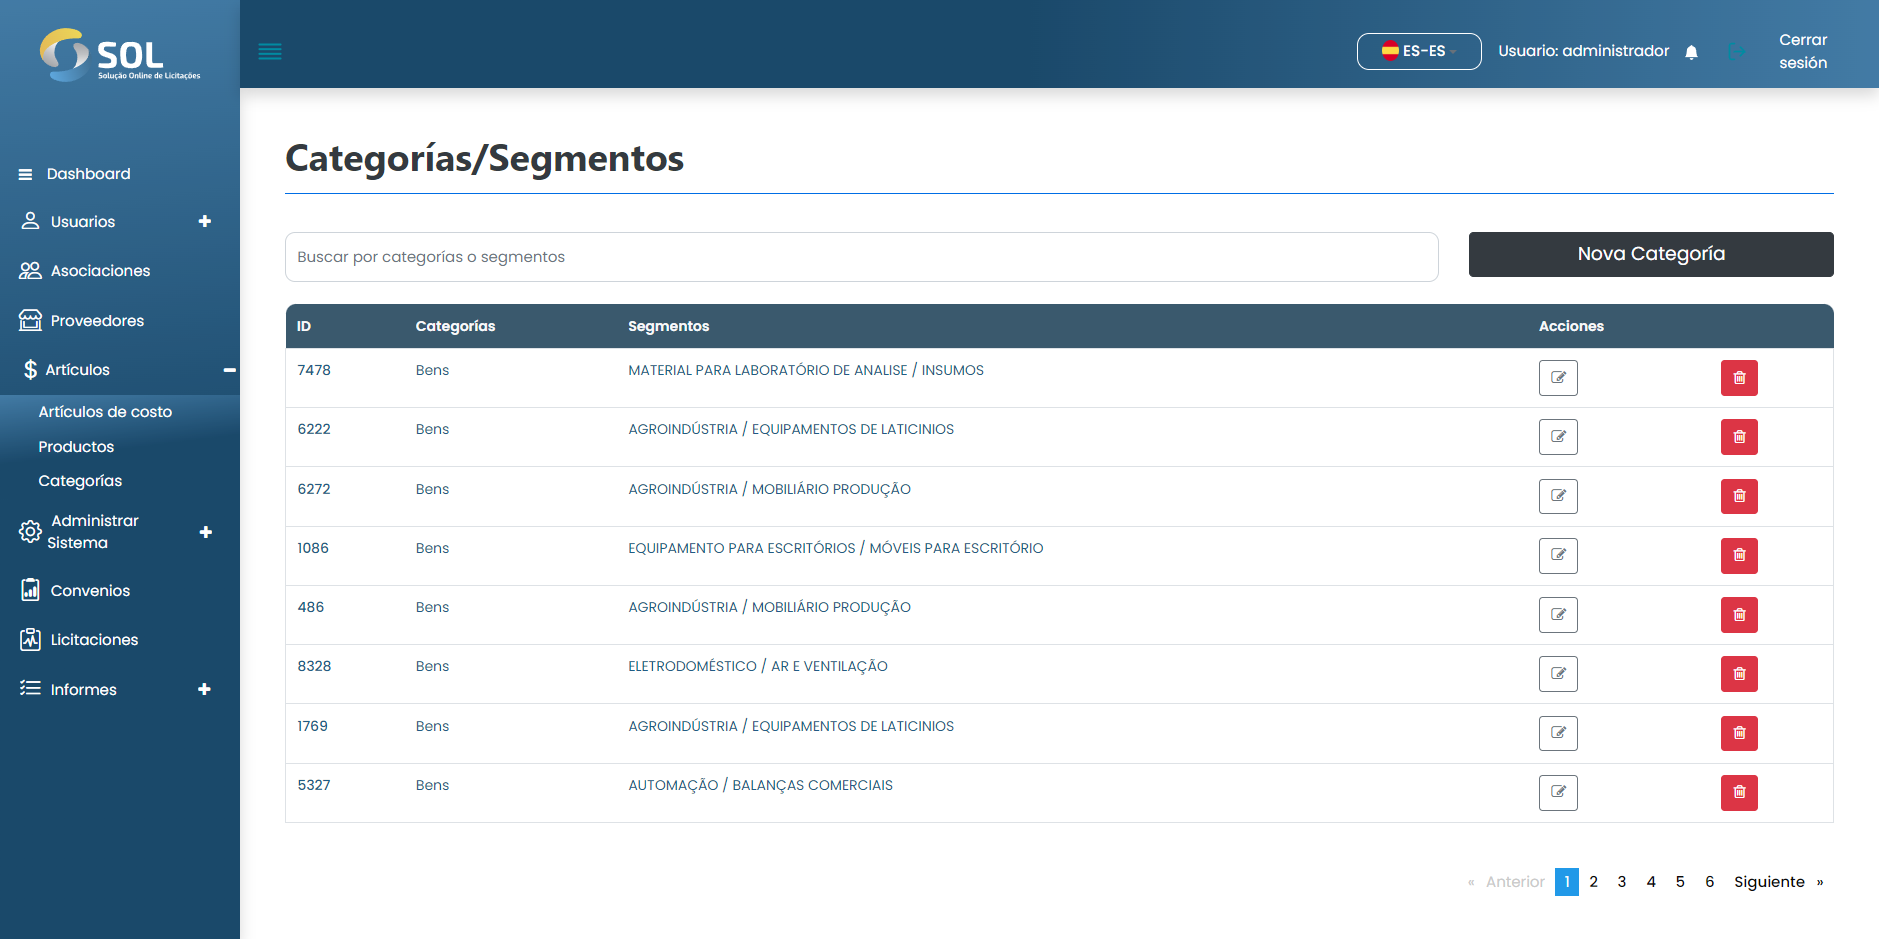 SOL
Solução Online de Licitações
ES-ES
Usuario: administrador
Cerrar
sesión
Dashboard
Usuarios
Asociaciones
Proveedores
Artículos
Artículos de costo
Productos
Categorías
Administrar
Sistema
Convenios
Licitaciones
Informes
Categorías/Segmentos
Buscar por categorías o segmentos
Nova Categoría
ID Categorías Segmentos Acciones
7478 Bens MATERIAL PARA LABORATÓRIO DE ANALISE / INSUMOS
6222 Bens AGROINDÚSTRIA / EQUIPAMENTOS DE LATICINIOS
6272 Bens AGROINDÚSTRIA / MOBILIÁRIO PRODUÇÃO
1086 Bens EQUIPAMENTO PARA ESCRITÓRIOS / MÓVEIS PARA ESCRITÓRIO
486 Bens AGROINDÚSTRIA / MOBILIÁRIO PRODUÇÃO
8328 Bens ELETRODOMÉSTICO / AR E VENTILAÇÃO
1769 Bens AGROINDÚSTRIA / EQUIPAMENTOS DE LATICINIOS
5327 Bens AUTOMAÇÃO / BALANÇAS COMERCIAIS
« Anterior 1 2 3 4 5 6 Siguiente »